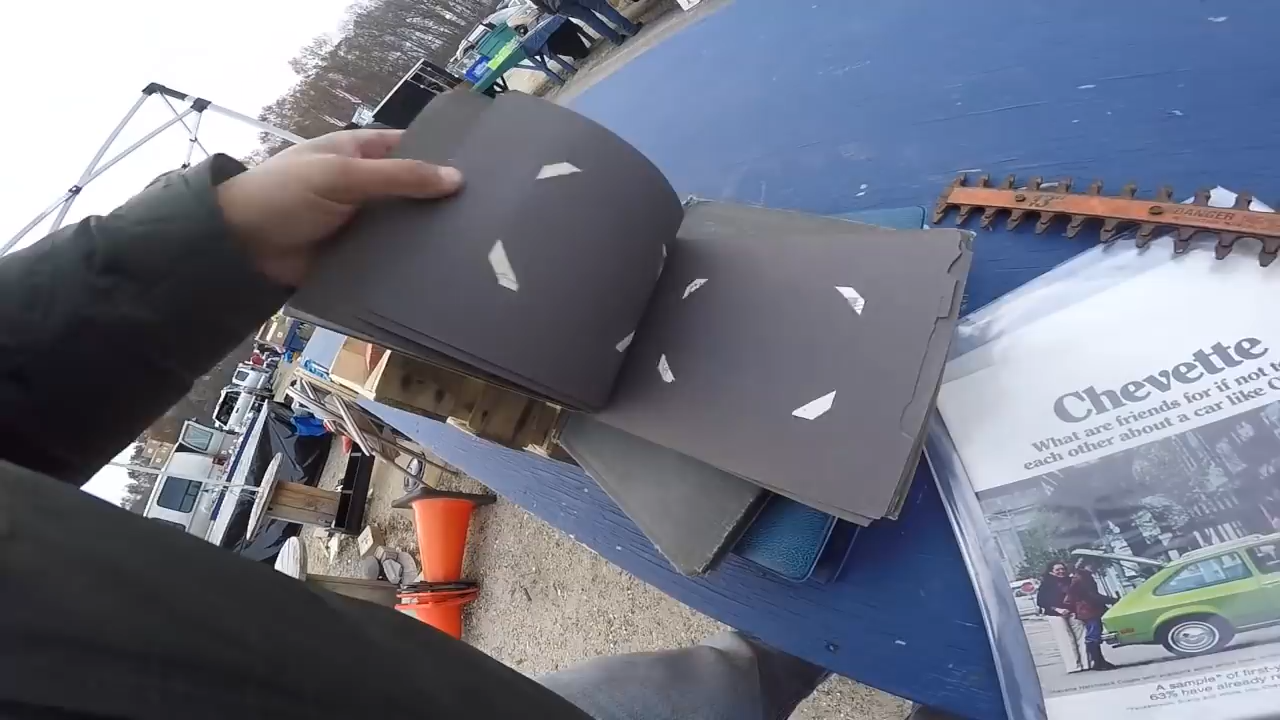 DANGER
Chevette
What are friends for if not t
each other about a car like C
A sample* of first-y
63% have already r